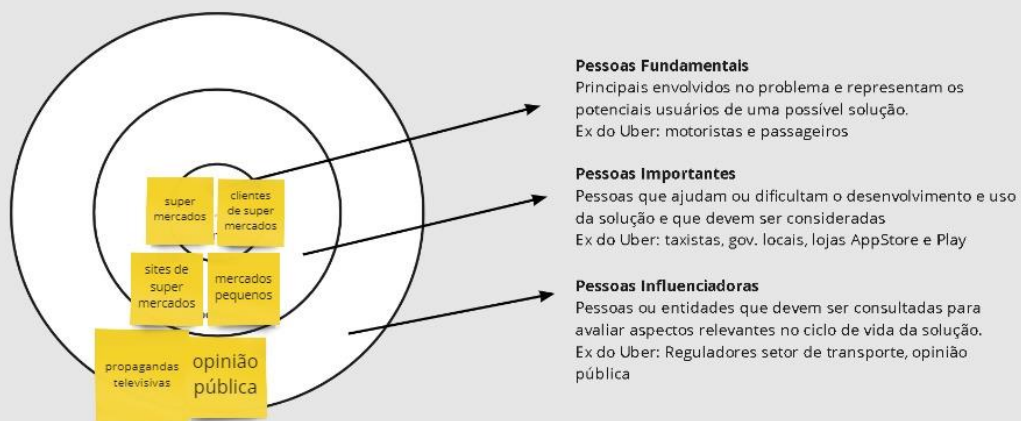 super
mercados
clientes
de super
mercados
sites de
super
mercados
mercados
pequenos
propagandas
televisivas
opinião
pública
Pessoas Fundamentais
Principais envolvidos no problema e representam os
potenciais usuários de uma possível solução.
Ex do Uber: motoristas e passageiros
Pessoas Importantes
Pessoas que ajudam ou dificultam o desenvolvimento e uso
da solução e que devem ser consideradas
Ex do Uber: taxistas, gov. locais, lojas AppStore e Play
Pessoas Influenciadoras
Pessoas ou entidades que devem ser consultadas para
avaliar aspectos relevantes no ciclo de vida da solução.
Ex do Uber: Reguladores setor de transporte, opinião
pública